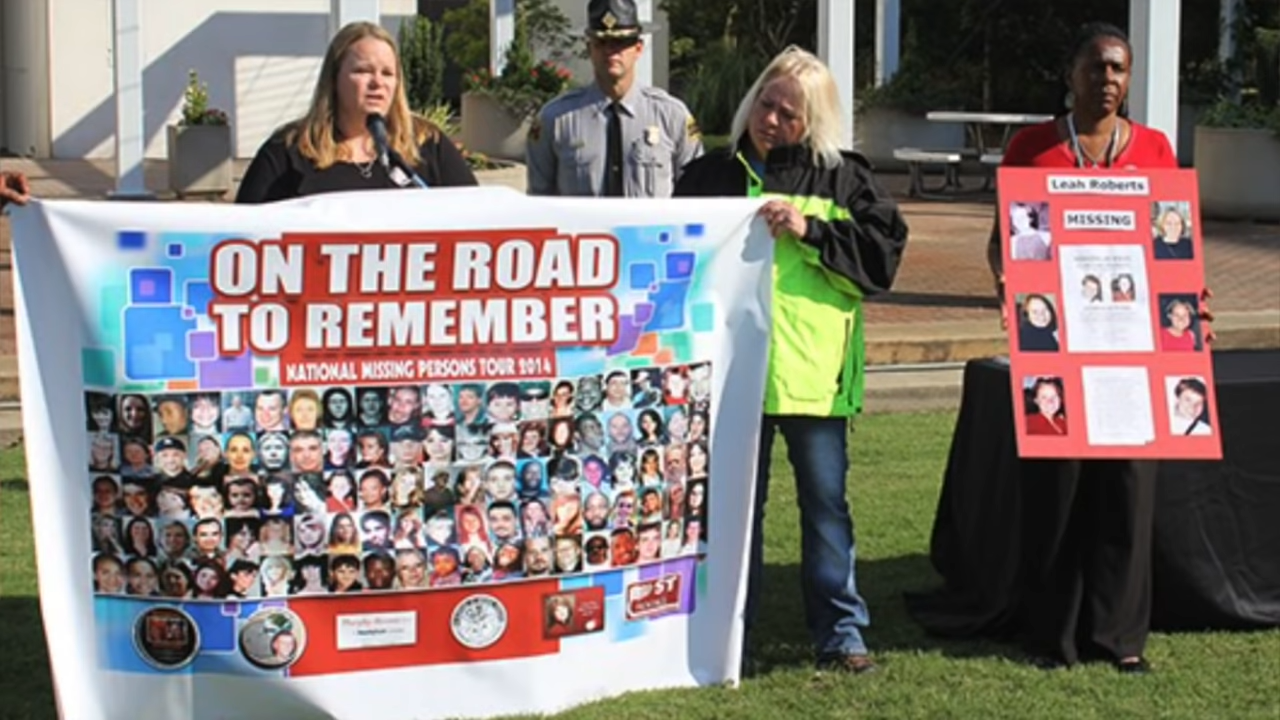 ON THE ROAD
TO REMEMBER
NATIONAL MISSING PERSONS TOUR 2014
Leah Roberts
MISSING